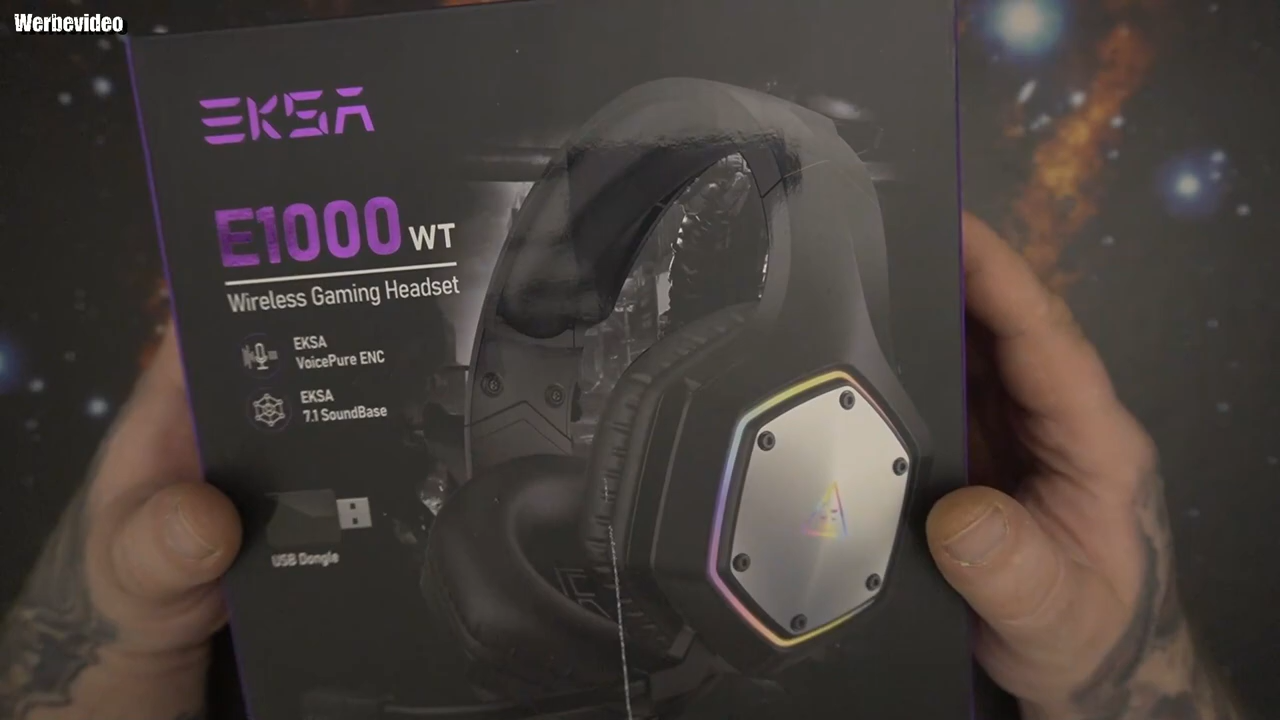 Werbevideo
EKSA
E1000 WT
Wireless Gaming Headset
EKSA
VoicePure ENC
EKSA
7.1 SoundBase
USB Dongle